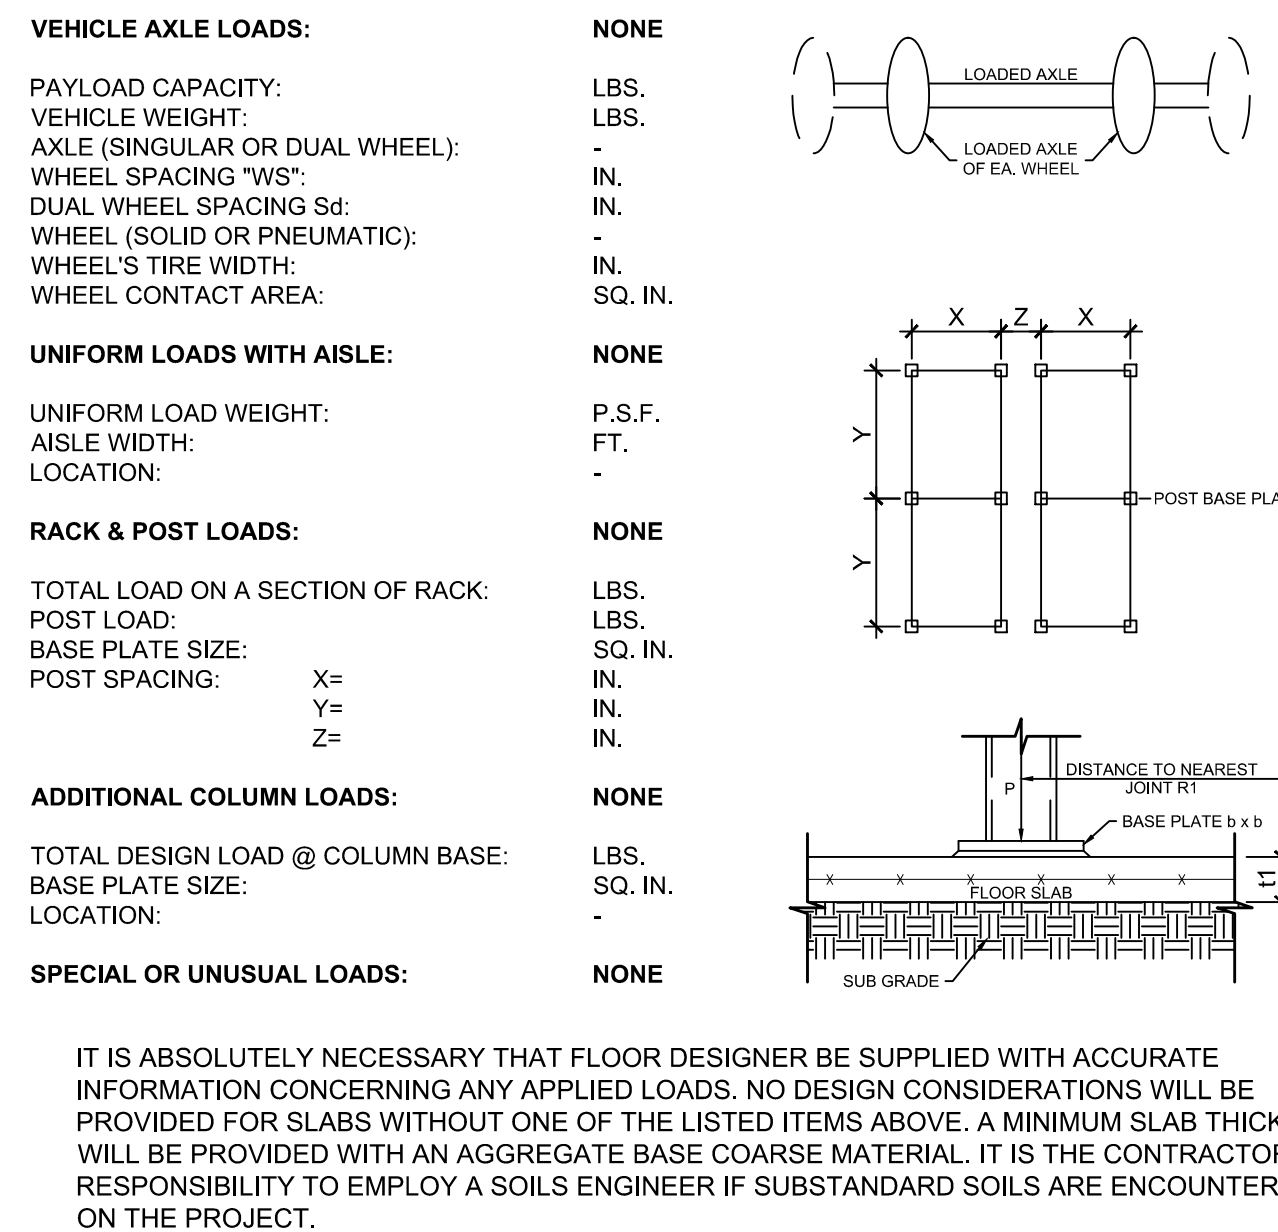 VEHICLE AXLE LOADS: NONE
PAYLOAD CAPACITY: LBS.
VEHICLE WEIGHT: LBS.
AXLE (SINGULAR OR DUAL WHEEL): -
WHEEL SPACING "WS": IN.
DUAL WHEEL SPACING Sd: IN.
WHEEL (SOLID OR PNEUMATIC): -
WHEEL'S TIRE WIDTH: IN.
WHEEL CONTACT AREA: SQ. IN.
UNIFORM LOADS WITH AISLE: NONE
UNIFORM LOAD WEIGHT: P.S.F.
AISLE WIDTH: FT.
LOCATION: -
RACK & POST LOADS: NONE
TOTAL LOAD ON A SECTION OF RACK: LBS.
POST LOAD: LBS.
BASE PLATE SIZE: SQ. IN.
POST SPACING: X= IN.
Y= IN.
Z= IN.
ADDITIONAL COLUMN LOADS: NONE
TOTAL DESIGN LOAD @ COLUMN BASE: LBS.
BASE PLATE SIZE: SQ. IN.
LOCATION: -
SPECIAL OR UNUSUAL LOADS: NONE
LOADED AXLE
LOADED AXLE
OF EA. WHEEL
X Z X
Y
POST BASE PLA
Y
DISTANCE TO NEAREST
JOINT R1
P
BASE PLATE b x b
t1
FLOOR SLAB
SUB GRADE
IT IS ABSOLUTELY NECESSARY THAT FLOOR DESIGNER BE SUPPLIED WITH ACCURATE
INFORMATION CONCERNING ANY APPLIED LOADS. NO DESIGN CONSIDERATIONS WILL BE
PROVIDED FOR SLABS WITHOUT ONE OF THE LISTED ITEMS ABOVE. A MINIMUM SLAB THICK
WILL BE PROVIDED WITH AN AGGREGATE BASE COARSE MATERIAL. IT IS THE CONTRACTOR
RESPONSIBILITY TO EMPLOY A SOILS ENGINEER IF SUBSTANDARD SOILS ARE ENCOUNTER
ON THE PROJECT.